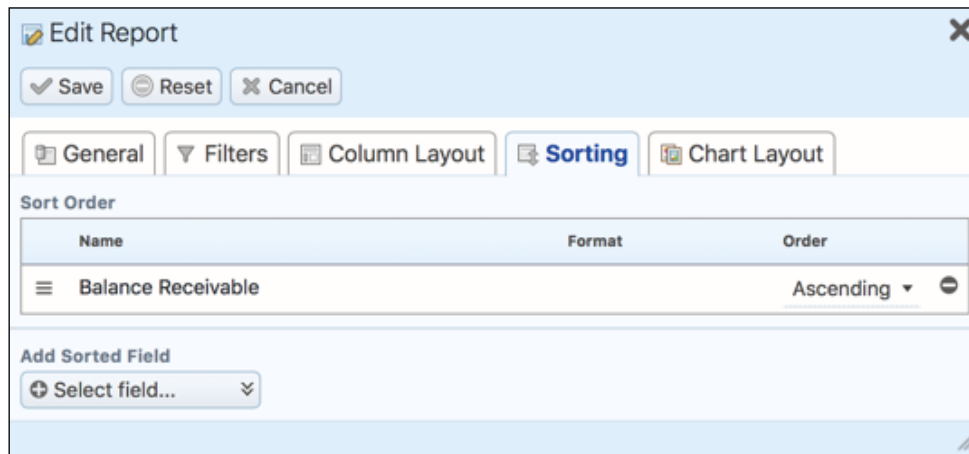 Edit Report
Save Reset Cancel
General Filters Column Layout Sorting Chart Layout
Sort Order
Name Format Order
Balance Receivable Ascending
Add Sorted Field
Select field...